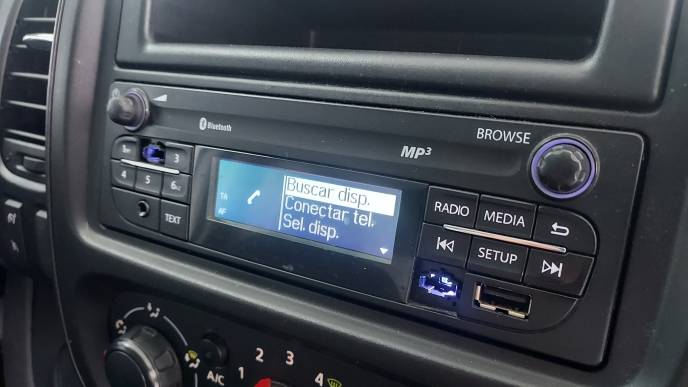 Bluetooth
MP3
BROWSE
1
3
4 5 6
TEXT
TA
AF
Buscar disp.
Conectar tel.
Sel. disp.
RADIO
MEDIA
SETUP
A/C
1 2 3 4